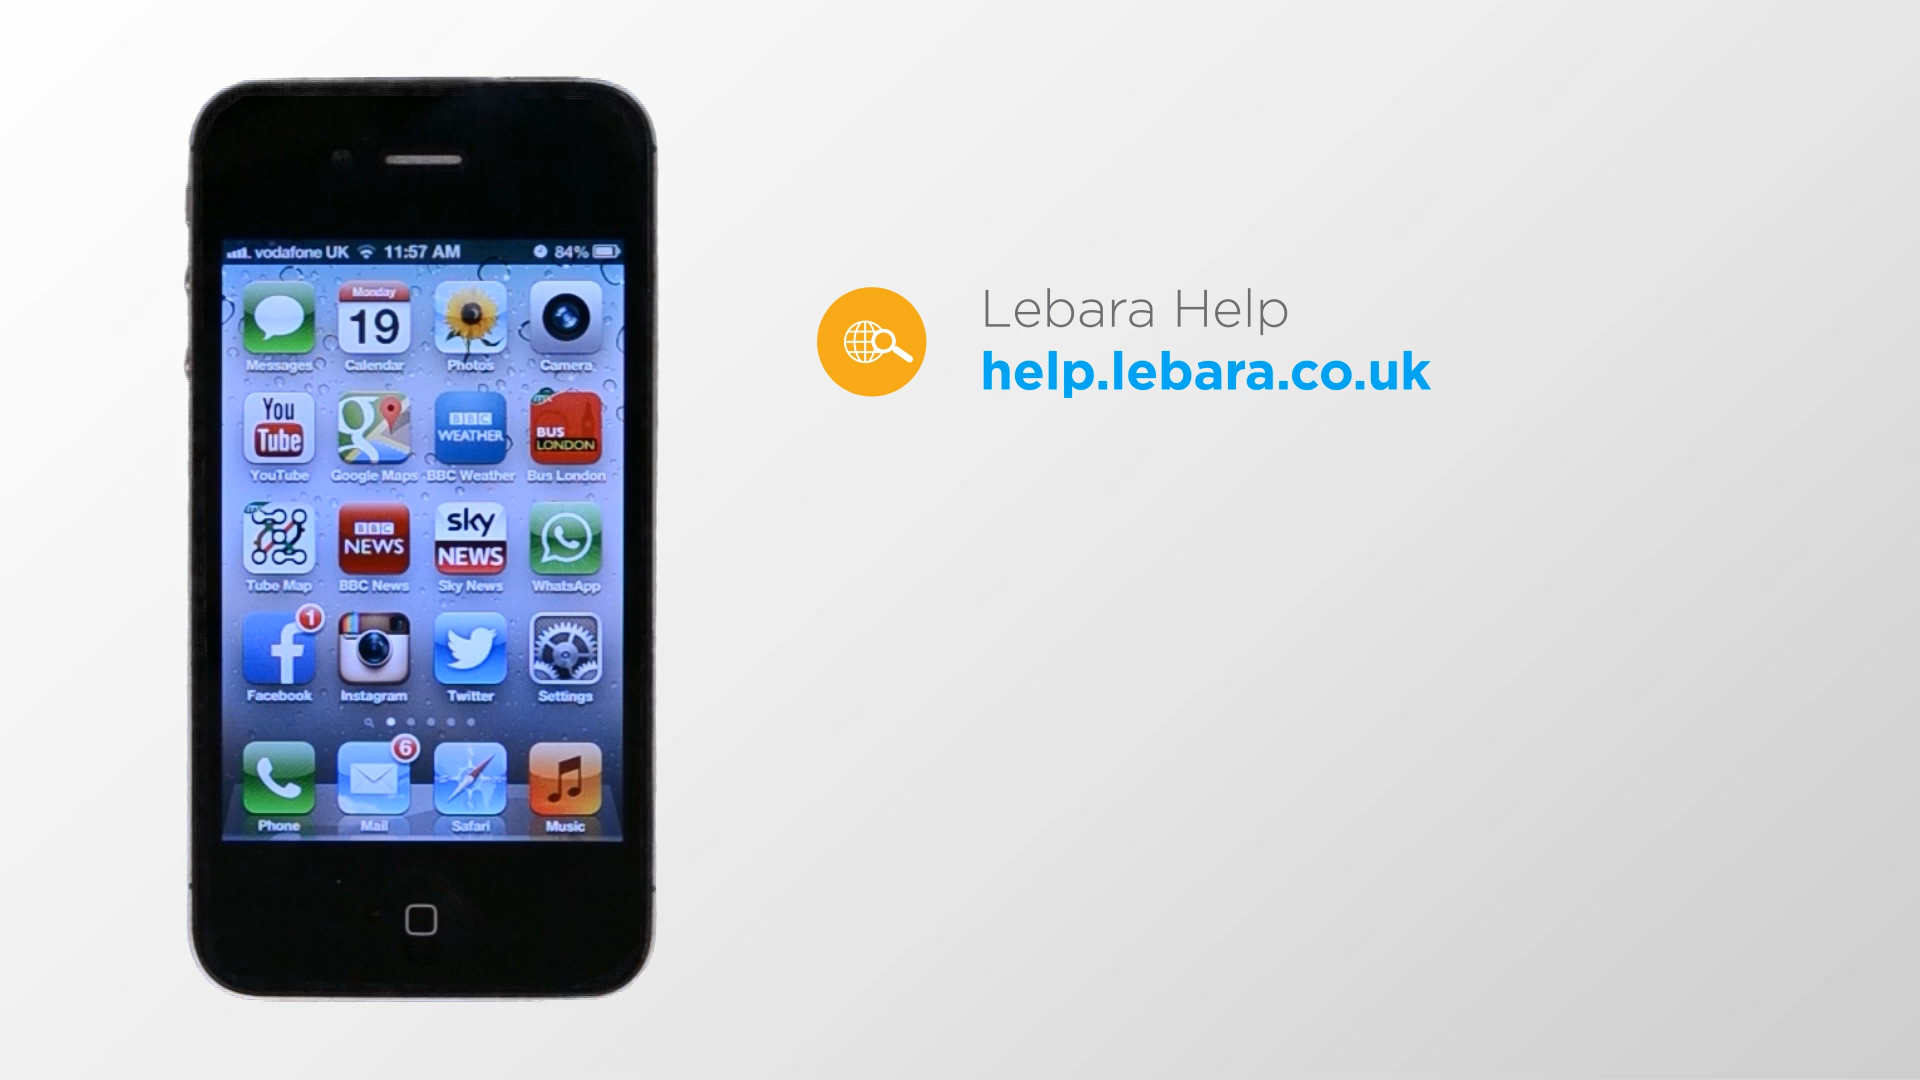 vodafone UK 11:57 AM 84%
Monday
19
Messages Calendar Photos Camera
You
Tube
BBC
WEATHER
mx
BUS
LONDON
YouTube Google Maps BBC Weather Bus London
mx
BBC
NEWS
sky
NEWS
Tube Map BBC News Sky News WhatsApp
1
Facebook Instagram Twitter Settings
6
Phone Mail Safari Music
Lebara Help
help.lebara.co.uk